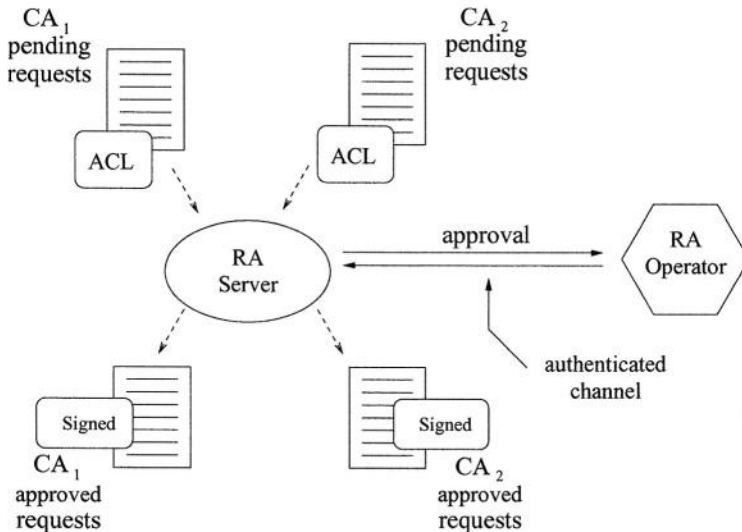 CA1
pending
requests
ACL
CA2
pending
requests
ACL
RA
Server
approval
RA
Operator
authenticated
channel
Signed
CA1
approved
requests
Signed
CA2
approved
requests